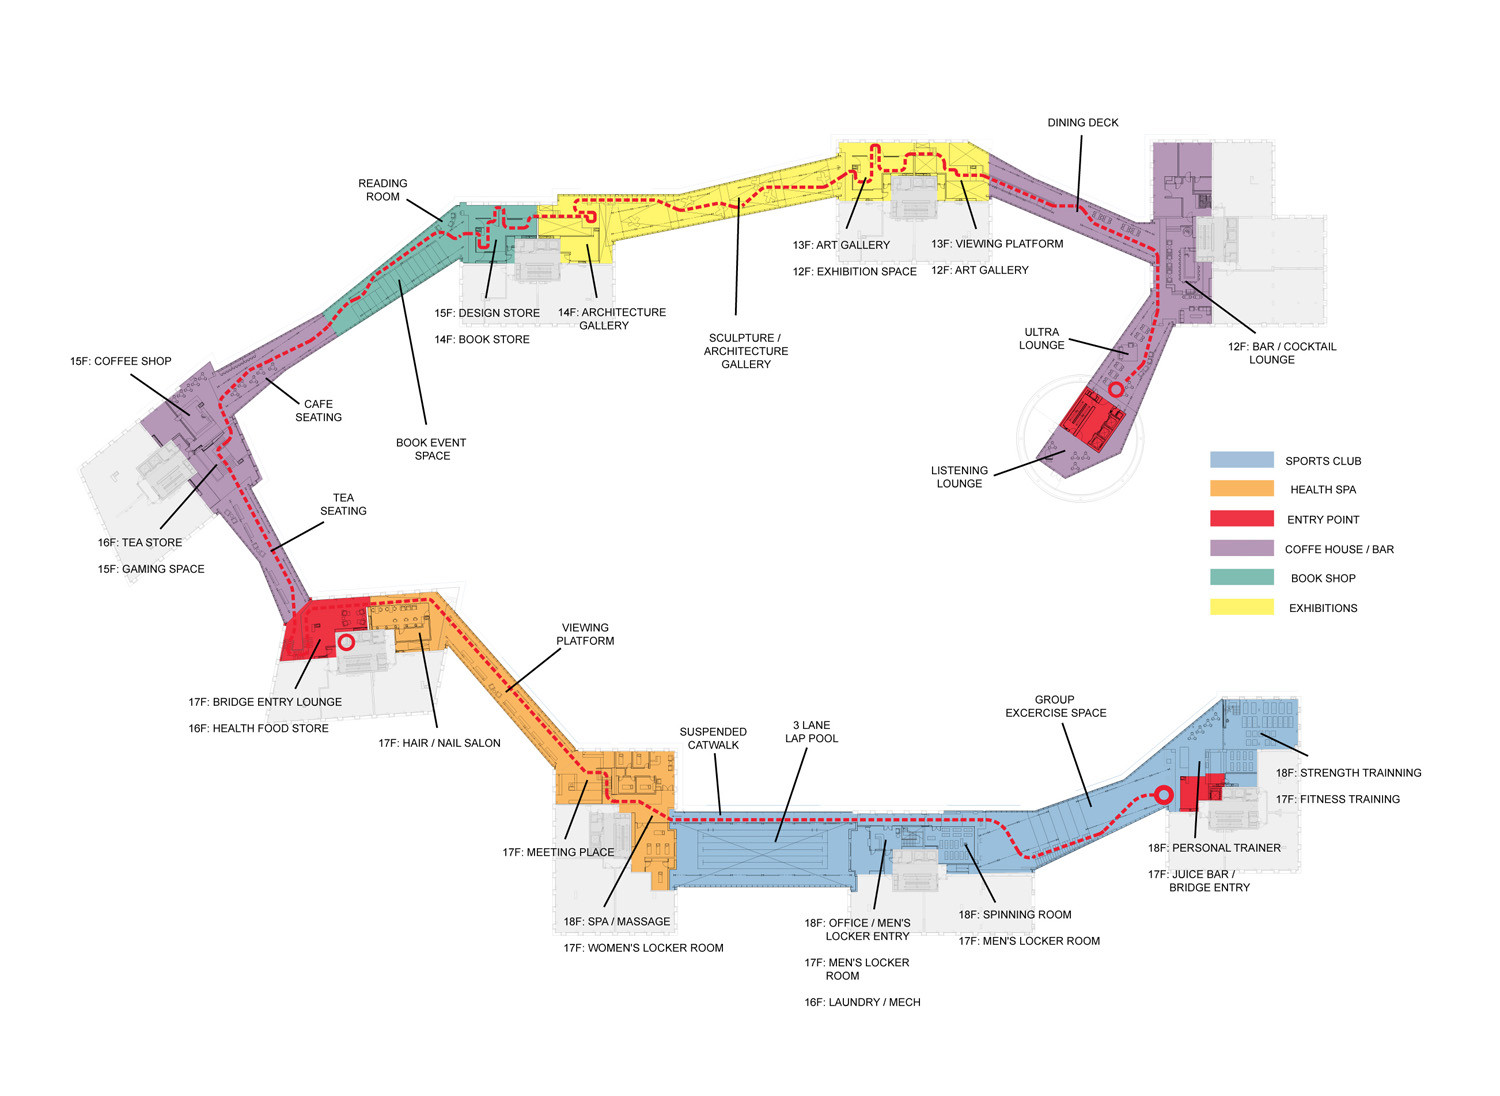 DINING DECK
READING
ROOM
13F: ART GALLERY
12F: EXHIBITION SPACE
13F: VIEWING PLATFORM
12F: ART GALLERY
15F: DESIGN STORE
14F: BOOK STORE
14F: ARCHITECTURE
GALLERY
SCULPTURE /
ARCHITECTURE
GALLERY
ULTRA
LOUNGE
12F: BAR / COCKTAIL
LOUNGE
15F: COFFEE SHOP
CAFE
SEATING
BOOK EVENT
SPACE
LISTENING
LOUNGE
SPORTS CLUB
HEALTH SPA
ENTRY POINT
COFFE HOUSE / BAR
BOOK SHOP
EXHIBITIONS
TEA
SEATING
16F: TEA STORE
15F: GAMING SPACE
VIEWING
PLATFORM
17F: BRIDGE ENTRY LOUNGE
16F: HEALTH FOOD STORE
17F: HAIR / NAIL SALON
SUSPENDED
CATWALK
3 LANE
LAP POOL
GROUP
EXCERCISE SPACE
18F: STRENGTH TRAINNING
17F: FITNESS TRAINING
17F: MEETING PLACE
18F: PERSONAL TRAINER
17F: JUICE BAR /
BRIDGE ENTRY
18F: SPA / MASSAGE
17F: WOMEN'S LOCKER ROOM
18F: OFFICE / MEN'S
LOCKER ENTRY
17F: MEN'S LOCKER
ROOM
16F: LAUNDRY / MECH
18F: SPINNING ROOM
17F: MEN'S LOCKER ROOM